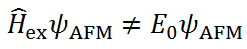 Ĥ_ex ψ_AFM ≠ E_0 ψ_AFM